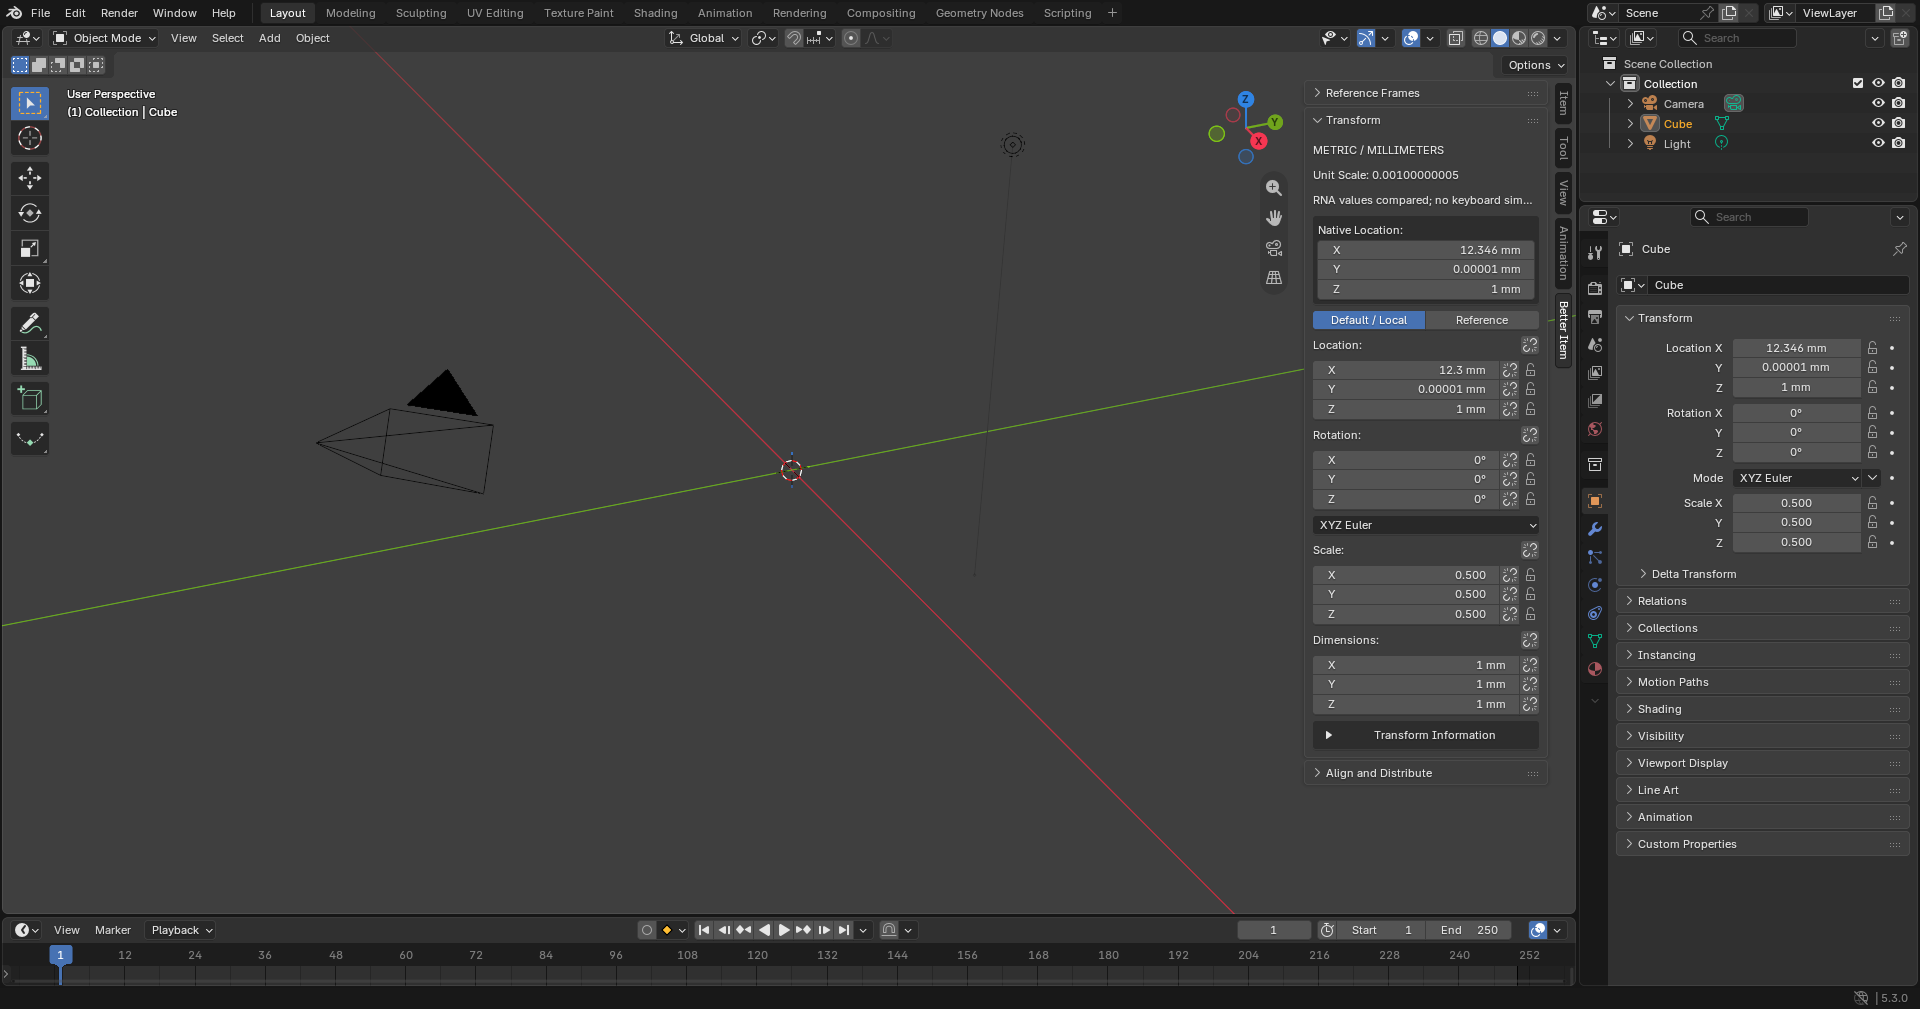 File Edit Render Window Help Layout Modeling Sculpting UV Editing Texture Paint Shading Animation Rendering Compositing Geometry Nodes Scripting + Scene ViewLayer
Object Mode View Select Add Object Global Search
Options
User Perspective
(1) Collection | Cube
Z
Y
X
Reference Frames
Transform
METRIC / MILLIMETERS
Unit Scale: 0.00100000005
RNA values compared; no keyboard sim...
Native Location:
X 12.346 mm
Y 0.00001 mm
Z 1 mm
Default / Local Reference
Location:
X 12.3 mm
Y 0.00001 mm
Z 1 mm
Rotation:
X 0°
Y 0°
Z 0°
XYZ Euler
Scale:
X 0.500
Y 0.500
Z 0.500
Dimensions:
X 1 mm
Y 1 mm
Z 1 mm
Transform Information
Align and Distribute
Item
Tool
View
Animation
Better Item
Scene Collection
Collection
Camera
Cube
Light
Search
Cube
Cube
Transform
Location X 12.346 mm
Y 0.00001 mm
Z 1 mm
Rotation X 0°
Y 0°
Z 0°
Mode XYZ Euler
Scale X 0.500
Y 0.500
Z 0.500
Delta Transform
Relations
Collections
Instancing
Motion Paths
Shading
Visibility
Viewport Display
Line Art
Animation
Custom Properties
View Marker Playback 1 Start 1 End 250
1 12 24 36 48 60 72 84 96 108 120 132 144 156 168 180 192 204 216 228 240 252
5.3.0